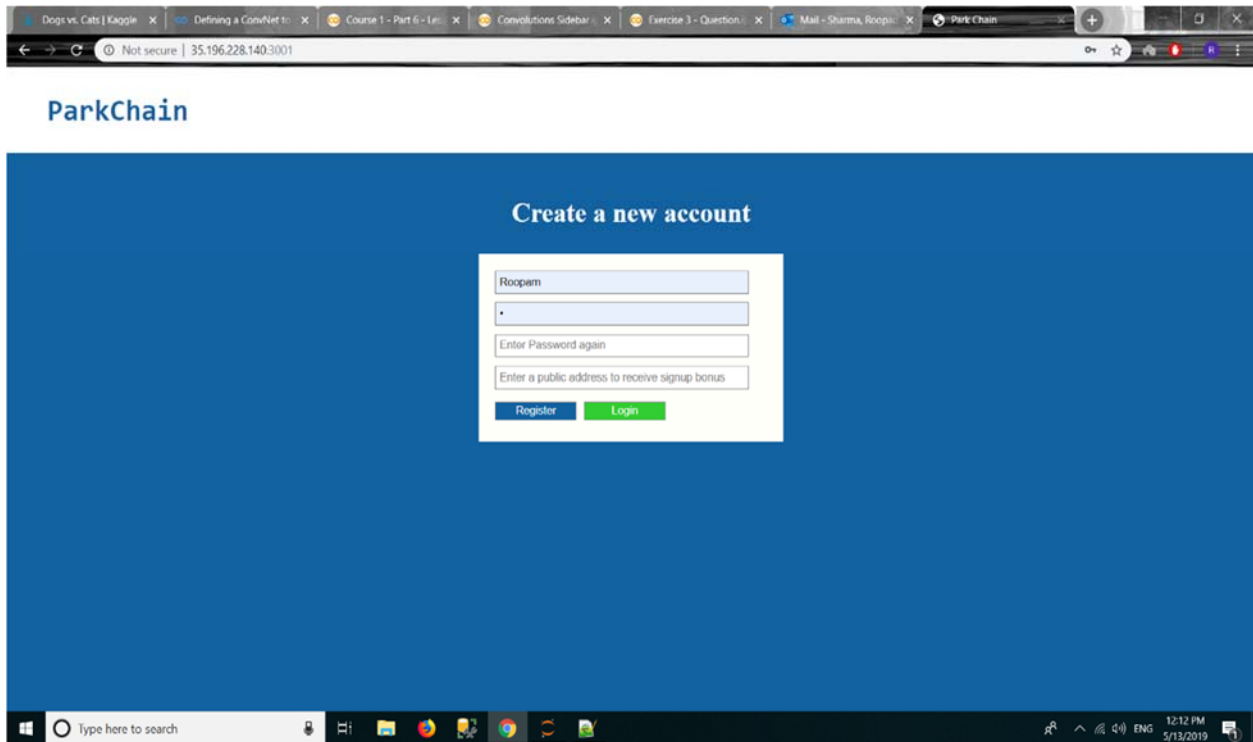 Dogs vs. Cats | Kaggle
Defining a ConvNet to
Course 1 - Part 6 - Les
Convolutions Sidebar
Exercise 3 - Question.
Mail - Sharma, Roopa
Park Chain
Not secure | 35.196.228.140:3001
R
ParkChain
Create a new account
Roopam
•
Enter Password again
Enter a public address to receive signup bonus
Register Login
Type here to search
ENG
12:12 PM
5/13/2019